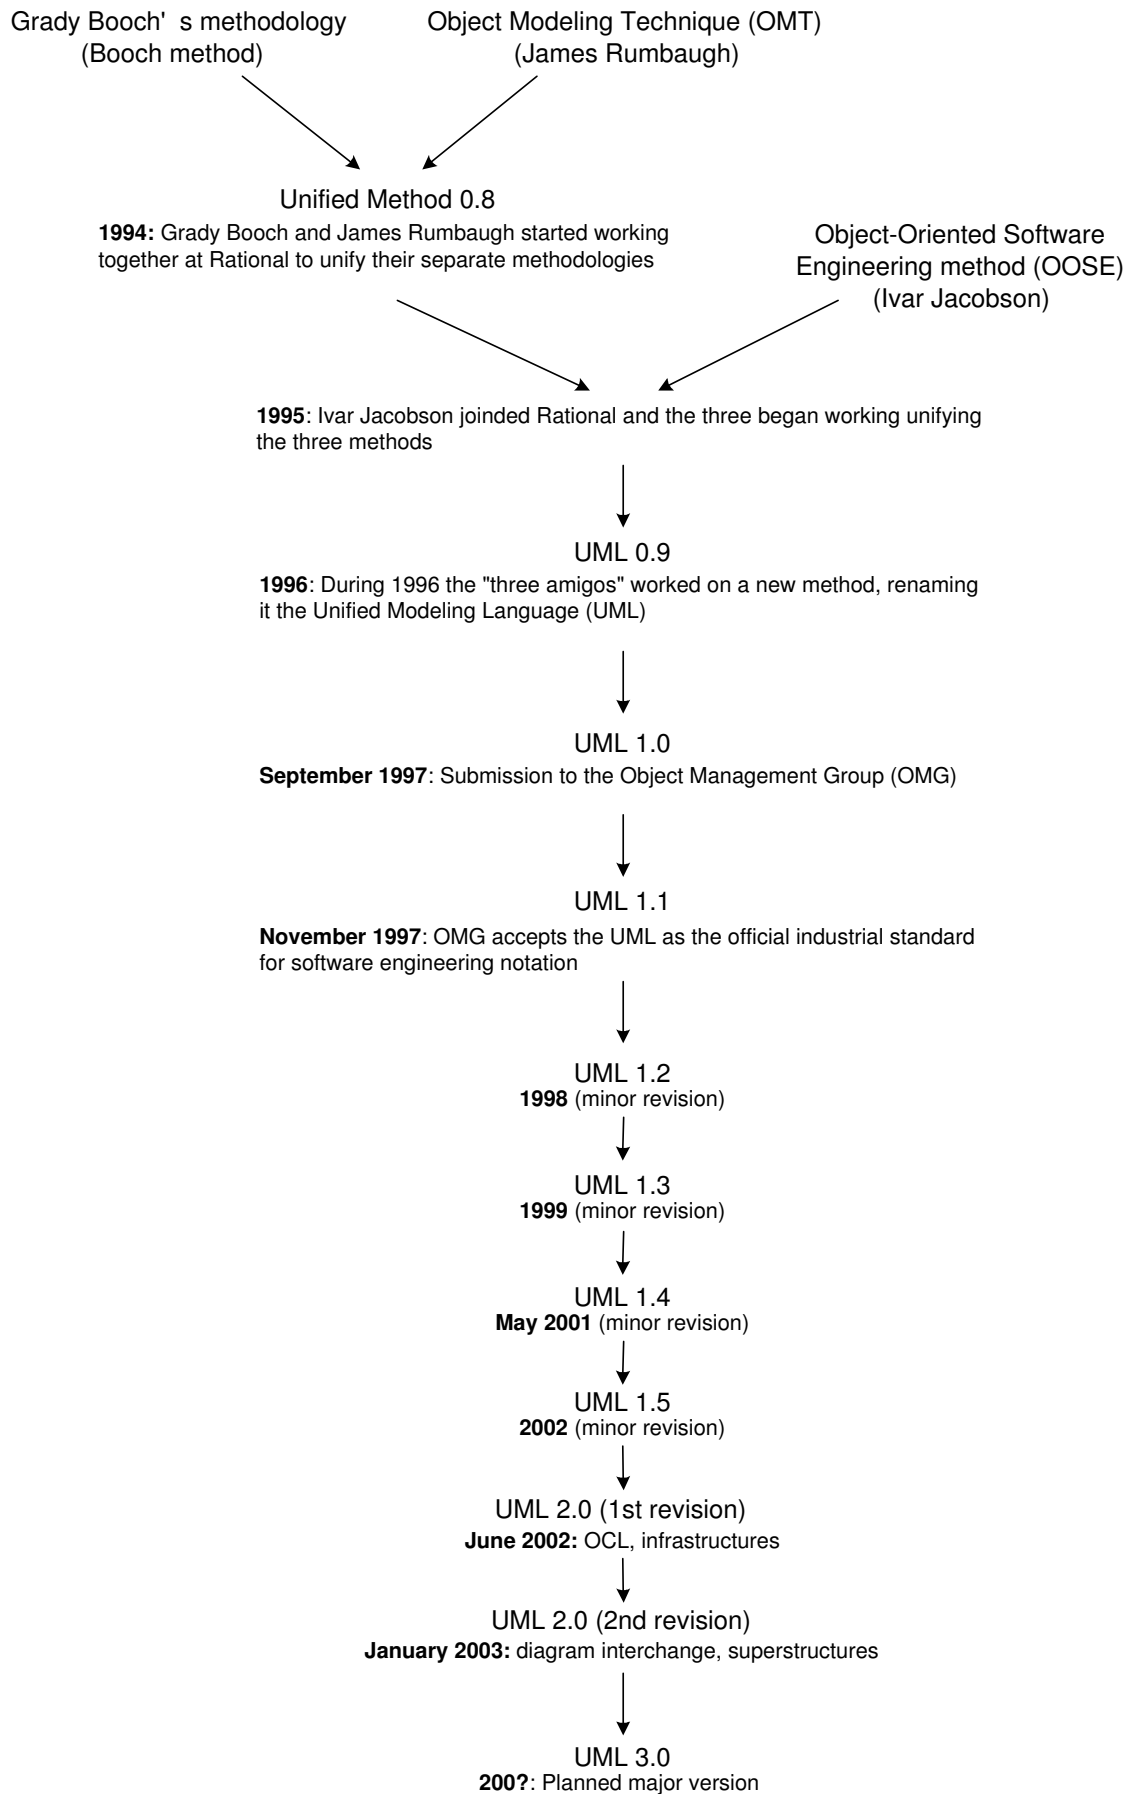 Grady Booch' s methodology
(Booch method)
Object Modeling Technique (OMT)
(James Rumbaugh)
Unified Method 0.8
1994: Grady Booch and James Rumbaugh started working
together at Rational to unify their separate methodologies
Object-Oriented Software
Engineering method (OOSE)
(Ivar Jacobson)
1995: Ivar Jacobson joinded Rational and the three began working unifying
the three methods
UML 0.9
1996: During 1996 the "three amigos" worked on a new method, renaming
it the Unified Modeling Language (UML)
UML 1.0
September 1997: Submission to the Object Management Group (OMG)
UML 1.1
November 1997: OMG accepts the UML as the official industrial standard
for software engineering notation
UML 1.2
1998 (minor revision)
UML 1.3
1999 (minor revision)
UML 1.4
May 2001 (minor revision)
UML 1.5
2002 (minor revision)
UML 2.0 (1st revision)
June 2002: OCL, infrastructures
UML 2.0 (2nd revision)
January 2003: diagram interchange, superstructures
UML 3.0
200?: Planned major version